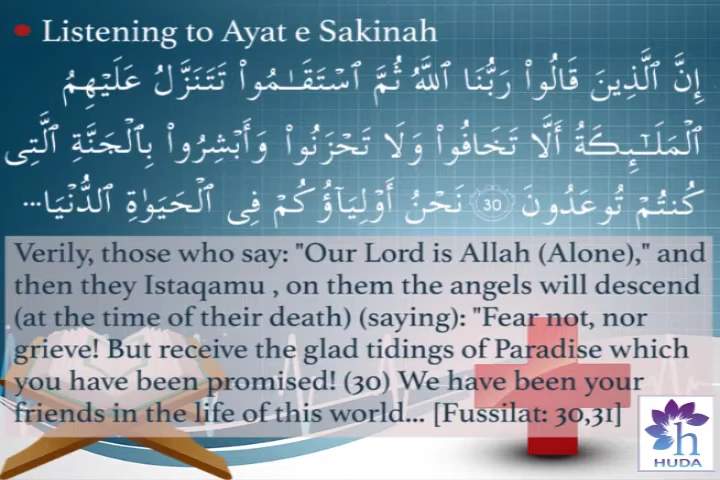 Listening to Ayat e Sakinah
إِنَّ ٱلَّذِينَ قَالُوا۟ رَبُّنَا ٱللَّهُ ثُمَّ ٱسْتَقَـٰمُوا۟ تَتَنَزَّلُ عَلَيْهِمُ
ٱلْمَلَـٰٓئِكَةُ أَلَّا تَخَافُوا۟ وَلَا تَحْزَنُوا۟ وَأَبْشِرُوا۟ بِٱلْجَنَّةِ ٱلَّتِى
كُنتُمْ تُوعَدُونَ ۝30 نَحْنُ أَوْلِيَآؤُكُمْ فِى ٱلْحَيَوٰةِ ٱلدُّنْيَا...
Verily, those who say: "Our Lord is Allah (Alone)," and
then they Istaqamu , on them the angels will descend
(at the time of their death) (saying): "Fear not, nor
grieve! But receive the glad tidings of Paradise which
you have been promised! (30) We have been your
friends in the life of this world... [Fussilat: 30,31]
h
HUDA